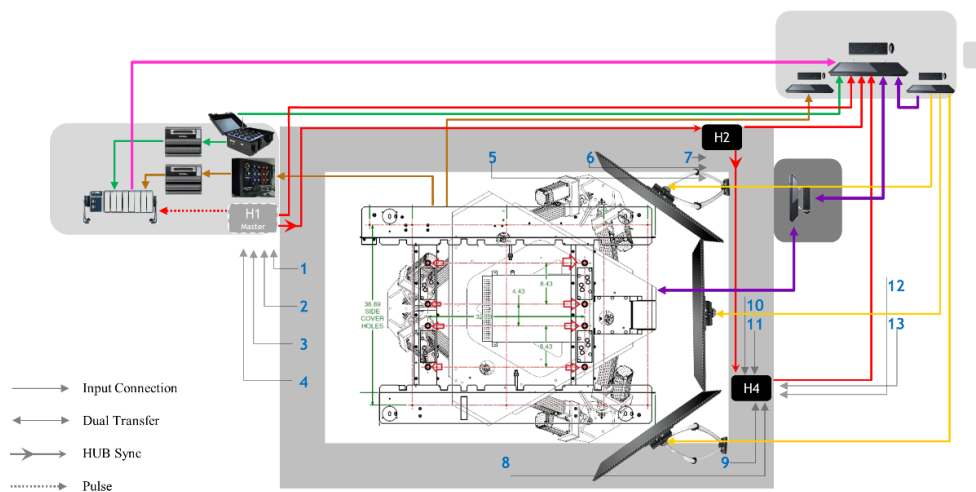 H2
5
6
7
H1
Master
1
2
3
4
36.89
SIDE
COVER
HOLES
8.43
4.43
8.43
10
11
12
13
H4
8
9
Input Connection
Dual Transfer
HUB Sync
Pulse